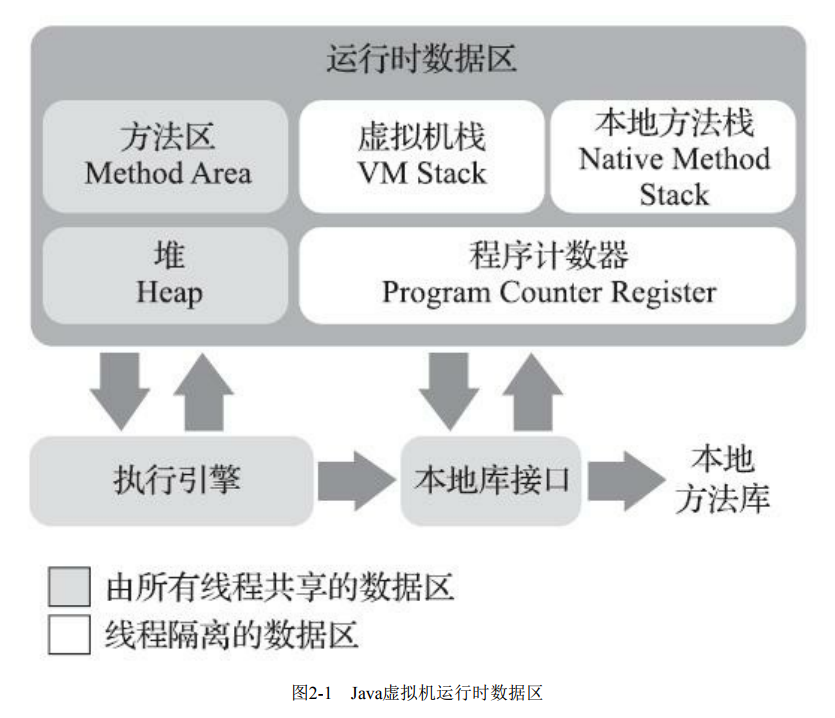 运行时数据区
方法区
Method Area
虚拟机栈
VM Stack
本地方法栈
Native Method
Stack
堆
Heap
程序计数器
Program Counter Register
执行引擎
本地库接口
本地
方法库
由所有线程共享的数据区
线程隔离的数据区
图2-1 Java虚拟机运行时数据区